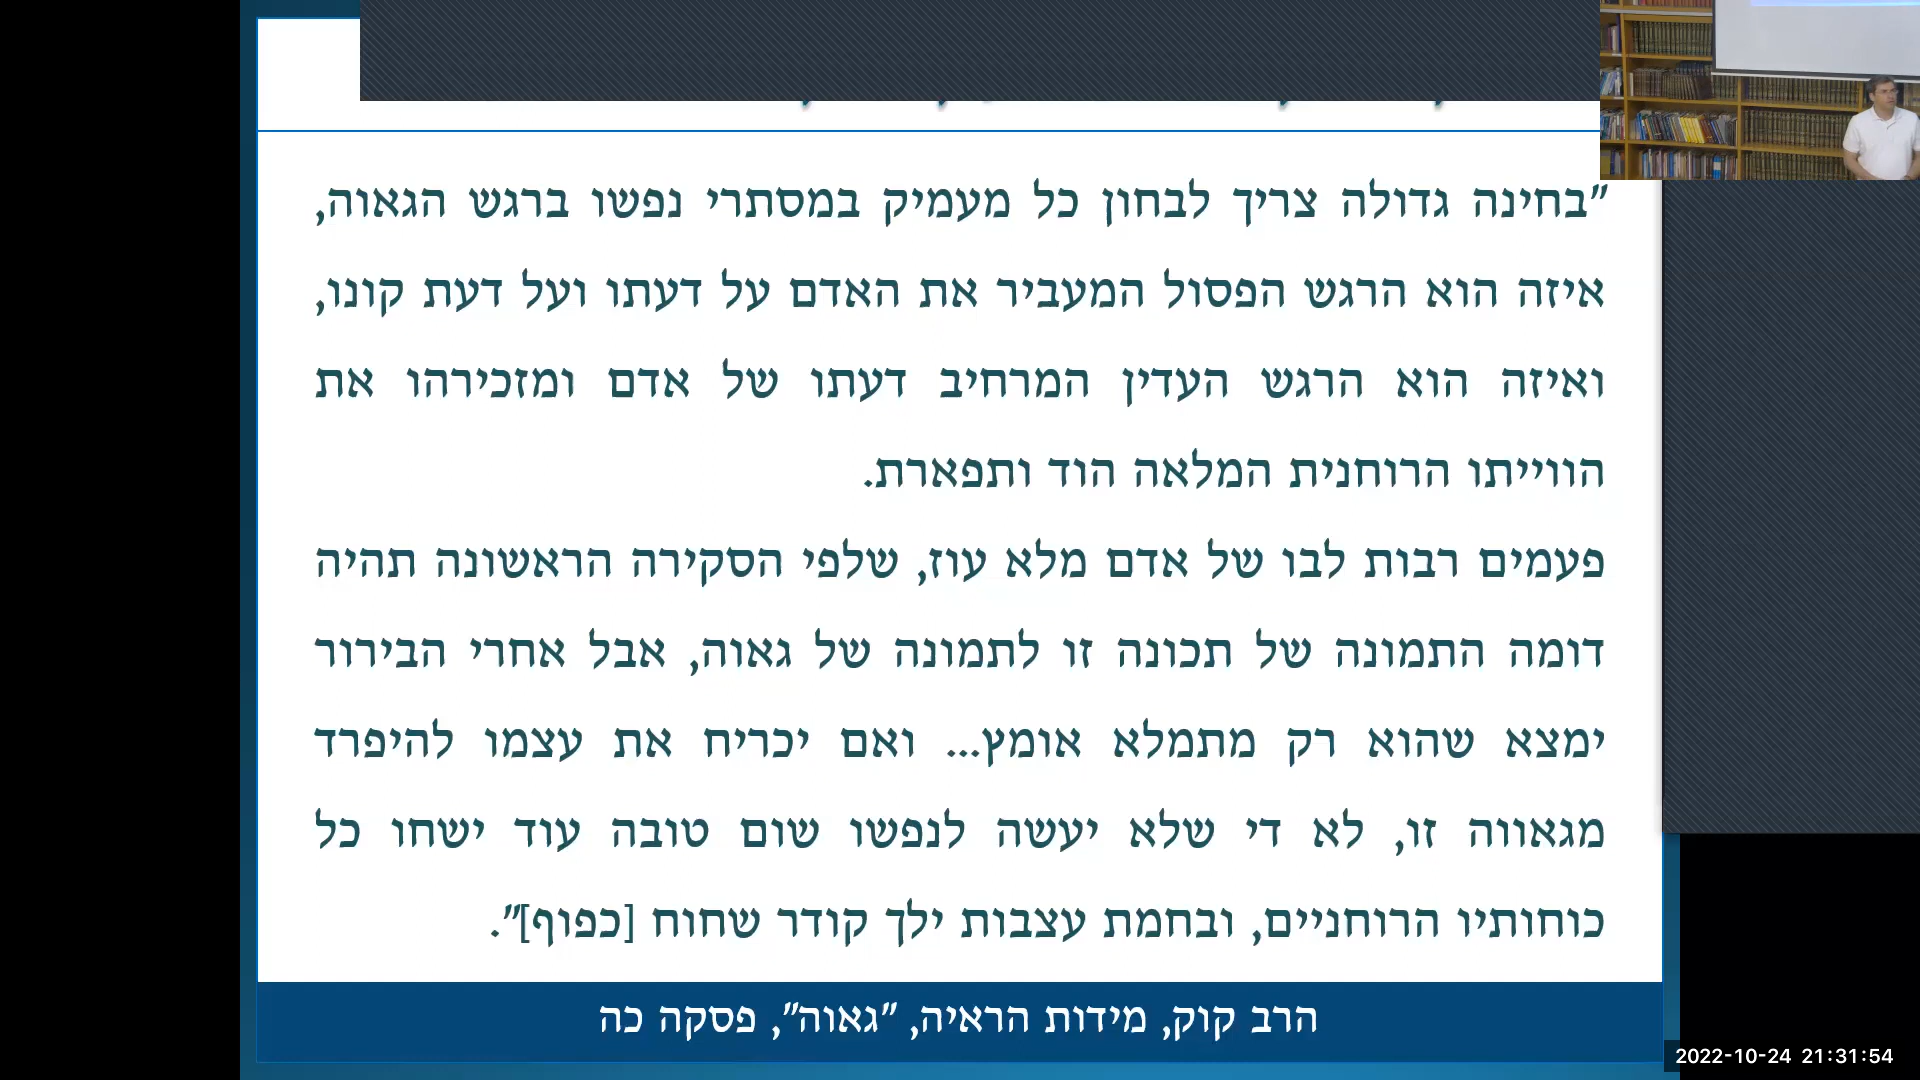 "בחינה גדולה צריך לבחון כל מעמיק במסתרי נפשו ברגש הגאוה,
איזה הוא הרגש הפסול המעביר את האדם על דעתו ועל דעת קונו,
ואיזה הוא הרגש העדין המרחיב דעתו של אדם ומזכירהו את
הווייתו הרוחנית המלאה הוד ותפארת.
פעמים רבות לבו של אדם מלא עוז, שלפי הסקירה הראשונה תהיה
דומה התמונה של תכונה זו לתמונה של גאוה, אבל אחרי הבירור
ימצא שהוא רק מתמלא אומץ... ואם יכריח את עצמו להיפרד
מגאווה זו, לא די שלא יעשה לנפשו שום טובה עוד ישחו כל
כוחותיו הרוחניים, ובחמת עצבות ילך קודר שחוח [כפוף]".
הרב קוק, מידות הראיה, "גאוה", פסקה כה
2022-10-24 21:31:54